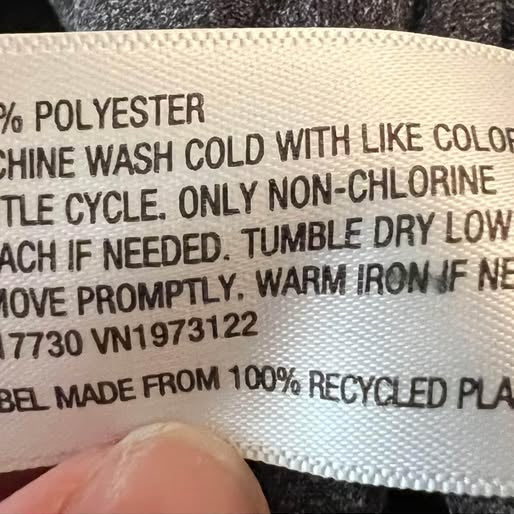 % POLYESTER
CHINE WASH COLD WITH LIKE COLOR
TLE CYCLE. ONLY NON-CHLORINE
ACH IF NEEDED. TUMBLE DRY LOW
MOVE PROMPTLY. WARM IRON IF NE
17730 VN1973122
BEL MADE FROM 100% RECYCLED PLA